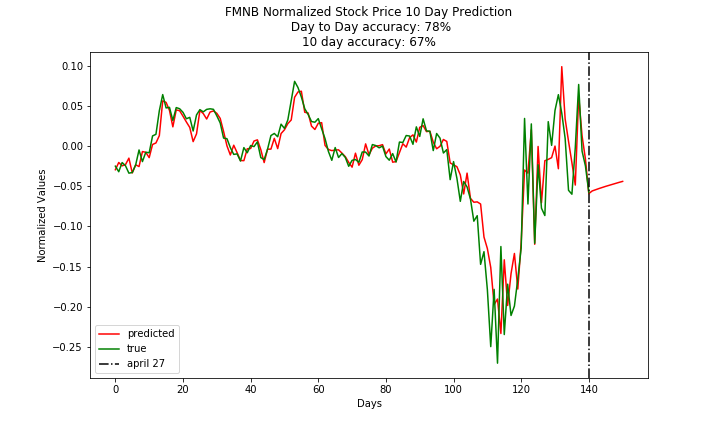 FMNB Normalized Stock Price 10 Day Prediction
Day to Day accuracy: 78%
10 day accuracy: 67%
0.10
0.05
0.00
−0.05
−0.10
−0.15
−0.20
−0.25
Normalized Values
predicted
true
april 27
0 20 40 60 80 100 120 140
Days